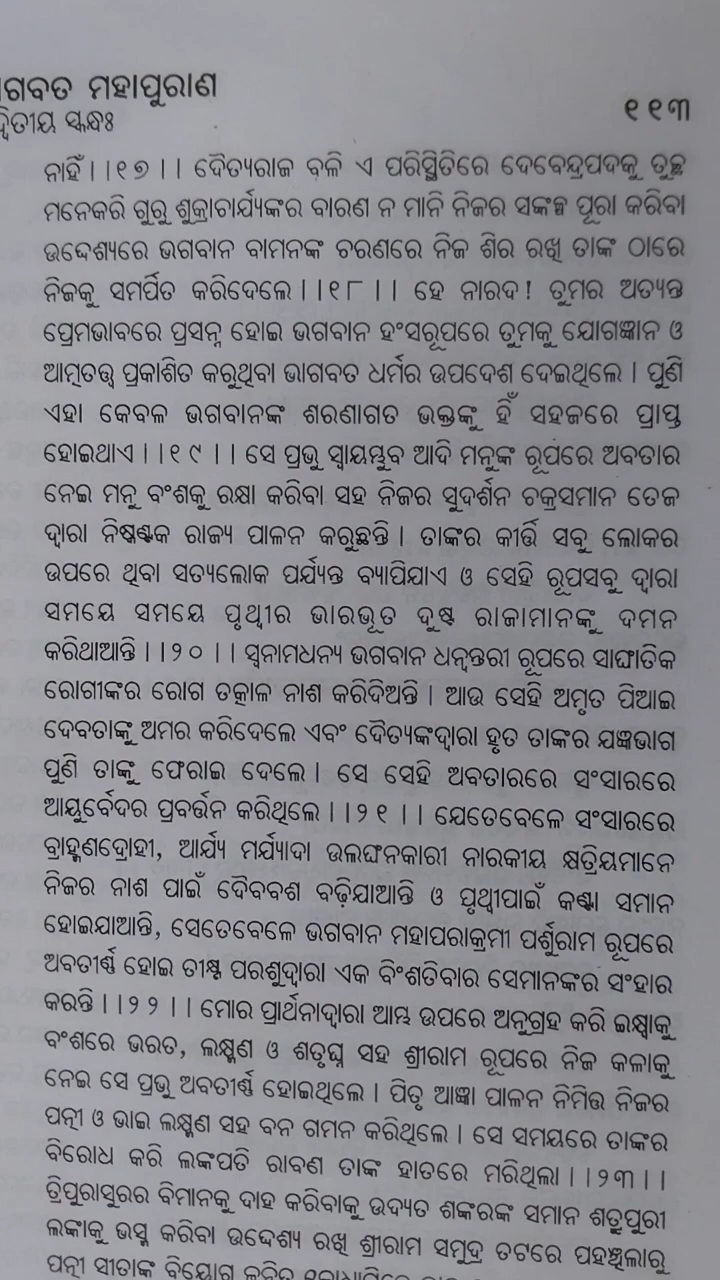 ଗବତ ମହାପୁରାଣ
ଦ୍ୱିତୀୟ ସ୍କନ୍ଧଃ
୧୧୩
ନାହିଁ।।୧୭।। ଦୈତ୍ୟରାଜ ବଳି ଏ ପରିସ୍ଥିତିରେ ଦେବେନ୍ଦ୍ରପଦକୁ ତୁଚ୍ଛ
ମନେକରି ଗୁରୁ ଶୁକ୍ରାଚାର୍ଯ୍ୟଙ୍କର ବାରଣ ନ ମାନି ନିଜର ସଙ୍କଳ୍ପ ପୂରା କରିବା
ଉଦ୍ଦେଶ୍ୟରେ ଭଗବାନ ବାମନଙ୍କ ଚରଣରେ ନିଜ ଶିର ରଖି ତାଙ୍କ ଠାରେ
ନିଜକୁ ସମର୍ପିତ କରିଦେଲେ।।୧୮।। ହେ ନାରଦ! ତୁମର ଅତ୍ୟନ୍ତ
ପ୍ରେମଭାବରେ ପ୍ରସନ୍ନ ହୋଇ ଭଗବାନ ହଂସରୂପରେ ତୁମକୁ ଯୋଗଜ୍ଞାନ ଓ
ଆତ୍ମତତ୍ତ୍ୱ ପ୍ରକାଶିତ କରୁଥିବା ଭାଗବତ ଧର୍ମର ଉପଦେଶ ଦେଇଥିଲେ। ପୁଣି
ଏହା କେବଳ ଭଗବାନଙ୍କ ଶରଣାଗତ ଭକ୍ତଙ୍କୁ ହିଁ ସହଜରେ ପ୍ରାପ୍ତ
ହୋଇଥାଏ।।୧୯।। ସେ ପ୍ରଭୁ ସ୍ୱାୟମ୍ଭୁବ ଆଦି ମନୁଙ୍କ ରୂପରେ ଅବତାର
ନେଇ ମନୁ ବଂଶକୁ ରକ୍ଷା କରିବା ସହ ନିଜର ସୁଦର୍ଶନ ଚକ୍ରସମାନ ତେଜ
ଦ୍ୱାରା ନିଷ୍କଣ୍ଟକ ରାଜ୍ୟ ପାଳନ କରୁଛନ୍ତି। ତାଙ୍କର କୀର୍ତ୍ତି ସବୁ ଲୋକର
ଉପରେ ଥିବା ସତ୍ୟଲୋକ ପର୍ଯ୍ୟନ୍ତ ବ୍ୟାପିଯାଏ ଓ ସେହି ରୂପସବୁ ଦ୍ୱାରା
ସମୟେ ସମୟେ ପୃଥ୍ୱୀର ଭାରଭୂତ ଦୁଷ୍ଟ ରାଜାମାନଙ୍କୁ ଦମନ
କରିଥାଆନ୍ତି।।୨୦।। ସ୍ୱନାମଧନ୍ୟ ଭଗବାନ ଧନ୍ୱନ୍ତରୀ ରୂପରେ ସାଙ୍ଘାତିକ
ରୋଗୀଙ୍କର ରୋଗ ତତ୍କାଳ ନାଶ କରିଦିଅନ୍ତି। ଆଉ ସେହି ଅମୃତ ପିଆଇ
ଦେବତାଙ୍କୁ ଅମର କରିଦେଲେ ଏବଂ ଦୈତ୍ୟଙ୍କଦ୍ୱାରା ହୃତ ତାଙ୍କର ଯଜ୍ଞଭାଗ
ପୁଣି ତାଙ୍କୁ ଫେରାଇ ଦେଲେ। ସେ ସେହି ଅବତାରରେ ସଂସାରରେ
ଆୟୁର୍ବେଦର ପ୍ରବର୍ତ୍ତନ କରିଥିଲେ।।୨୧।। ଯେତେବେଳେ ସଂସାରରେ
ବ୍ରାହ୍ମଣଦ୍ରୋହୀ, ଆର୍ଯ୍ୟ ମର୍ଯ୍ୟାଦା ଉଲଙ୍ଘନକାରୀ ନାରକୀୟ କ୍ଷତ୍ରିୟମାନେ
ନିଜର ନାଶ ପାଇଁ ଦୈବବଶ ବଢ଼ିଯାଆନ୍ତି ଓ ପୃଥ୍ୱୀପାଇଁ କଣ୍ଟା ସମାନ
ହୋଇଯାଆନ୍ତି, ସେତେବେଳେ ଭଗବାନ ମହାପରାକ୍ରମୀ ପର୍ଶୁରାମ ରୂପରେ
ଅବତୀର୍ଣ୍ଣ ହୋଇ ତୀକ୍ଷ୍ଣ ପରଶୁଦ୍ୱାରା ଏକ ବିଂଶତିବାର ସେମାନଙ୍କର ସଂହାର
କରନ୍ତି।।୨୨।। ମୋର ପ୍ରାର୍ଥନାଦ୍ୱାରା ଆମ୍ଭ ଉପରେ ଅନୁଗ୍ରହ କରି ଇକ୍ଷ୍ୱାକୁ
ବଂଶରେ ଭରତ, ଲକ୍ଷ୍ମଣ ଓ ଶତୃଘ୍ନ ସହ ଶ୍ରୀରାମ ରୂପରେ ନିଜ କଳାକୁ
ନେଇ ସେ ପ୍ରଭୁ ଅବତୀର୍ଣ୍ଣ ହୋଇଥିଲେ। ପିତୃ ଆଜ୍ଞା ପାଳନ ନିମିତ୍ତ ନିଜର
ପତ୍ନୀ ଓ ଭାଇ ଲକ୍ଷ୍ମଣ ସହ ବନ ଗମନ କରିଥିଲେ। ସେ ସମୟରେ ତାଙ୍କର
ବିରୋଧ କରି ଲଙ୍କପତି ରାବଣ ତାଙ୍କ ହାତରେ ମରିଥିଲା।।୨୩।।
ତ୍ରିପୁରାସୁରର ବିମାନକୁ ଦାହ କରିବାକୁ ଉଦ୍ୟତ ଶଙ୍କରଙ୍କ ସମାନ ଶତ୍ରୁପୁରୀ
ଲଙ୍କାକୁ ଭସ୍ମ କରିବା ଉଦ୍ଦେଶ୍ୟ ରଖି ଶ୍ରୀରାମ ସମୁଦ୍ର ତଟରେ ପହଞ୍ଚିଲାରୁ
ପତ୍ନୀ ସୀତାଙ୍କ ବିୟୋଗ ଜନିତ